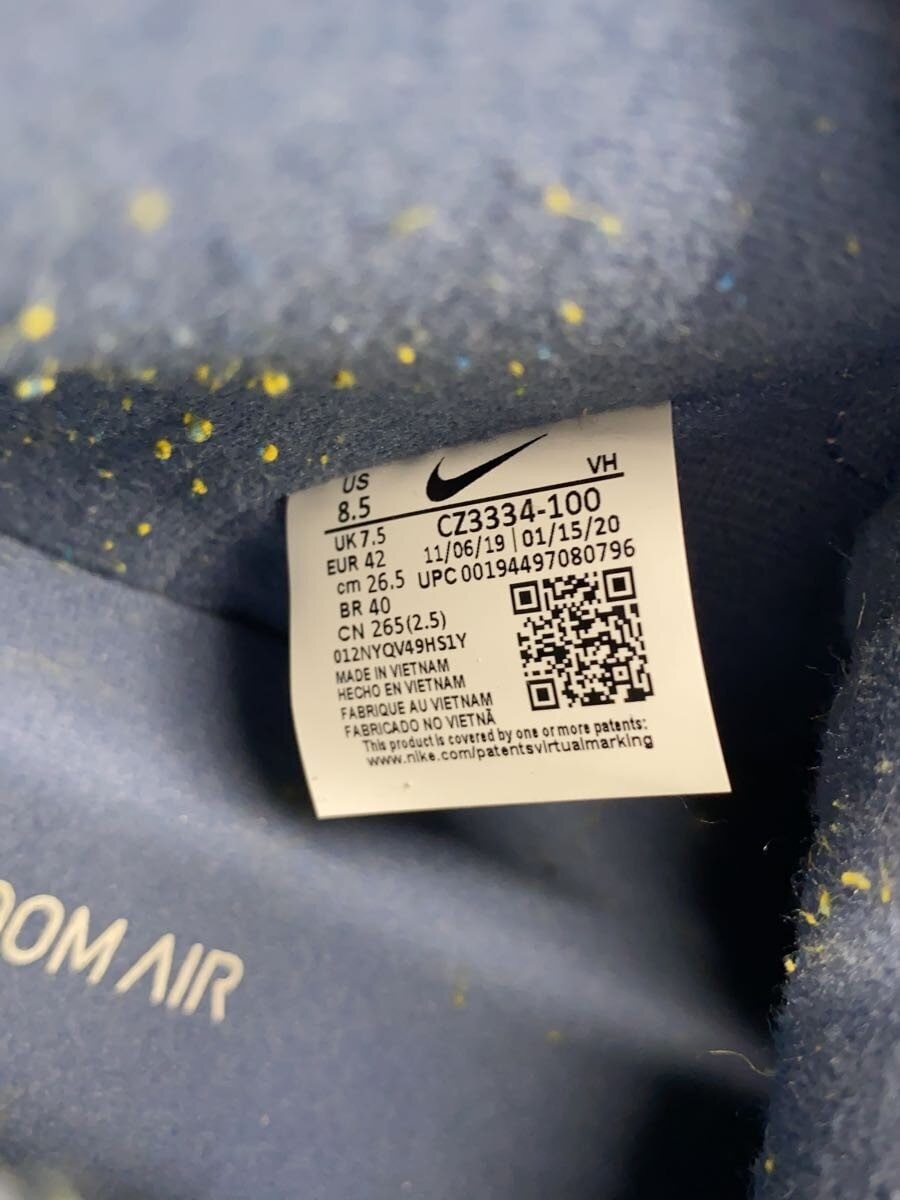 US
8.5
VH
CZ3334-100
UK 7.5
11/06/19 | 01/15/20
EUR 42
UPC 00194497080796
cm 26.5
BR 40
CN 265(2.5)
012NYQV49HS1Y
MADE IN VIETNAM
HECHO EN VIETNAM
FABRIQUE AU VIETNAM
FABRICADO NO VIETNÃ
This product is covered by one or more patents:
www.nike.com/patentsvirtualmarking
OOM AIR